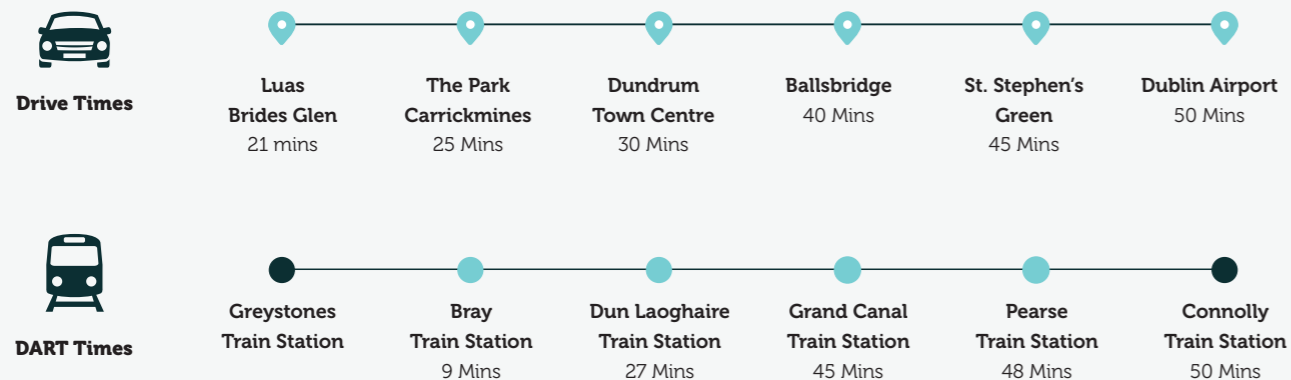 Drive Times
Luas
Brides Glen
21 mins
The Park
Carrickmines
25 Mins
Dundrum
Town Centre
30 Mins
Ballsbridge
40 Mins
St. Stephen's
Green
45 Mins
Dublin Airport
50 Mins
DART Times
Greystones
Train Station
Bray
Train Station
9 Mins
Dun Laoghaire
Train Station
27 Mins
Grand Canal
Train Station
45 Mins
Pearse
Train Station
48 Mins
Connolly
Train Station
50 Mins